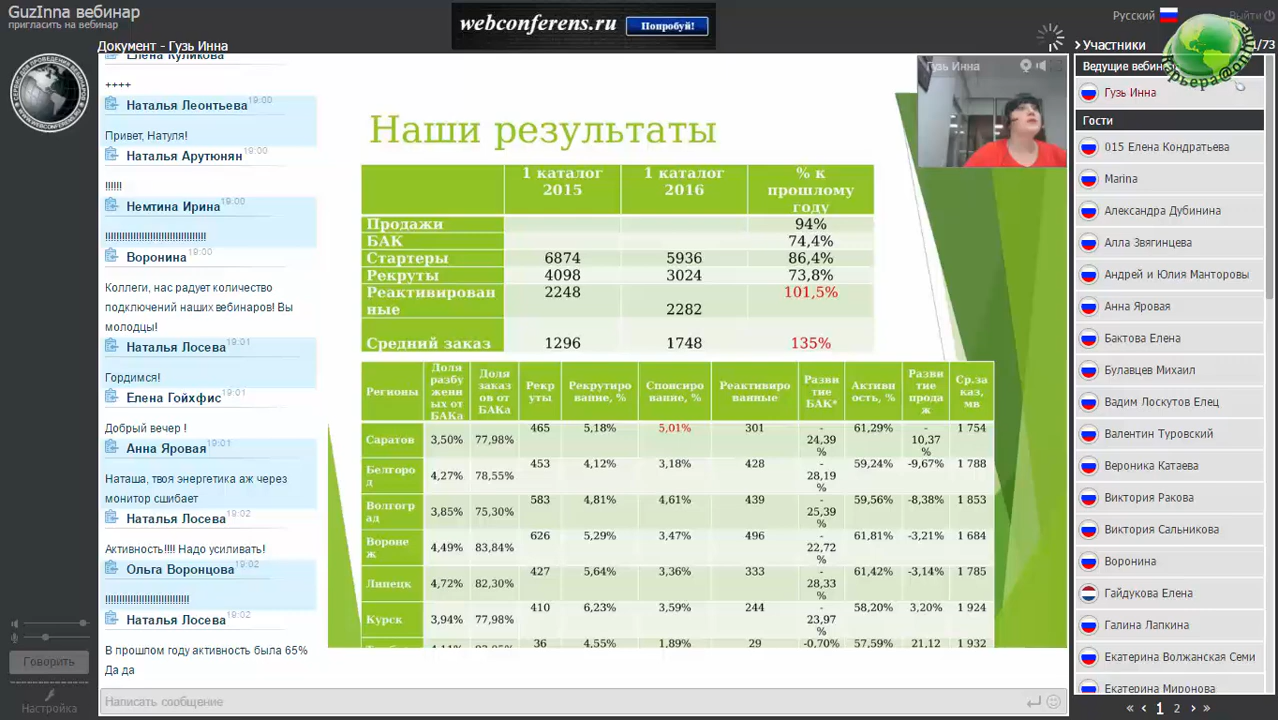 GuzInna вебинар
пригласить на вебинар
webconferens.ru Попробуй!
Русский
Выйти
Документ - Гузь Инна
Елена Куликова
++++
Наталья Леонтьева 19:00
Привет, Натуля!
Наталья Арутюнян 19:00
!!!!!!
Немтина Ирина 19:00
!!!!!!!!!!!!!!!!!!!!!!!!!!!!!!!!!!
Воронина 19:00
Коллеги, нас радует количество
подключений наших вебинаров! Вы
молодцы!
Наталья Лосева 19:01
Гордимся!
Елена Гойхфис 19:01
Добрый вечер !
Анна Яровая 19:01
Наташа, твоя энергетика аж через
монитор сшибает
Наталья Лосева 19:02
Активность!!!! Надо усиливать!
Ольга Воронцова 19:02
!!!!!!!!!!!!!!!!!!!!!!!!!!!!
Наталья Лосева 19:02
В прошлом году активность была 65%
Да да
Написать сообщение
Говорить
Настройка
Гузь Инна
Наши результаты
1 каталог 2015 1 каталог 2016 % к прошлому году
Продажи 94%
БАК 74,4%
Стартеры 6874 5936 86,4%
Рекруты 4098 3024 73,8%
Реактивированные 2248 2282 101,5%
Средний заказ 1296 1748 135%
Регионы Доля разбуженных от БАКа Доля заказов от БАКа Рекруты Рекрутирование, % Спонсирование, % Реактивированные Развитие БАК* Активность, % Развитие продаж Ср.заказ, мв
Саратов 3,50% 77,98% 465 5,18% 5,01% 301 -24,39% 61,29% -10,37% 1 754
Белгород 4,27% 78,55% 453 4,12% 3,18% 428 -28,19% 59,24% -9,67% 1 788
Волгоград 3,85% 75,30% 583 4,81% 4,61% 439 -25,39% 59,56% -8,38% 1 853
Воронеж 4,49% 83,84% 626 5,29% 3,47% 496 -22,72% 61,81% -3,21% 1 684
Липецк 4,72% 82,30% 427 5,64% 3,36% 333 -28,33% 61,42% -3,14% 1 785
Курск 3,94% 77,98% 410 6,23% 3,59% 244 -23,97% 58,20% 3,20% 1 924
36 4,55% 1,89% 29 -0,70% 57,59% 21,12 1 932
Участники 1/73
Ведущие вебин
Гузь Инна
Гости
015 Елена Кондратьева
Marina
Александра Дубинина
Алла Звягинцева
Андрей и Юлия Манторовы
Анна Яровая
Бактова Елена
Булавцев Михаил
Вадим Лоскутов Елец
Валентин Туровский
Вероника Катаева
Виктория Ракова
Виктория Сальникова
Воронина
Гайдукова Елена
Галина Лапкина
Екатерина Волжанская Семи
Екатерина Миронова
« ‹ 1 2 › »